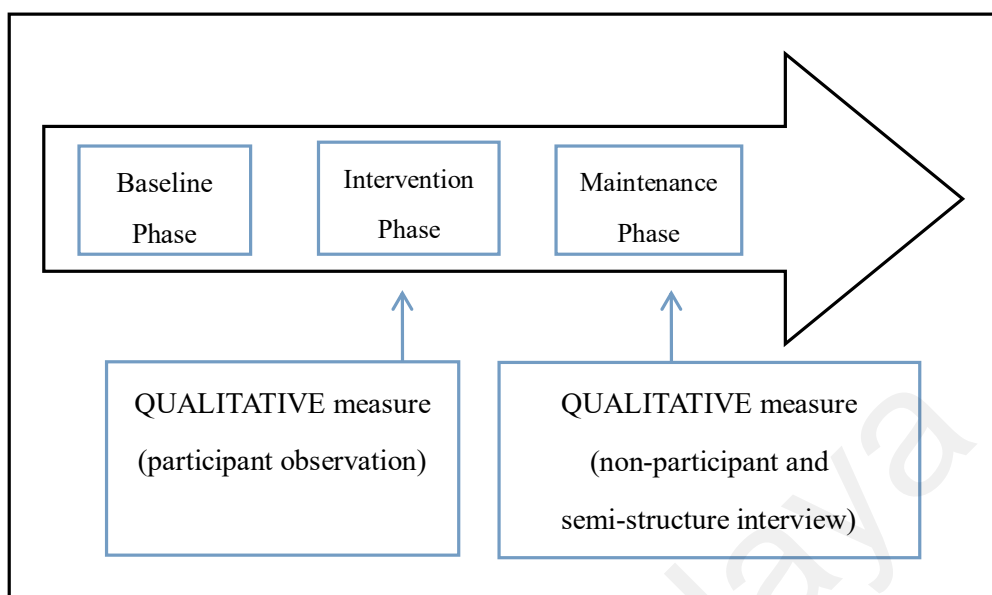 Baseline
Phase
Intervention
Phase
Maintenance
Phase
QUALITATIVE measure
(participant observation)
QUALITATIVE measure
(non-participant and
semi-structure interview)